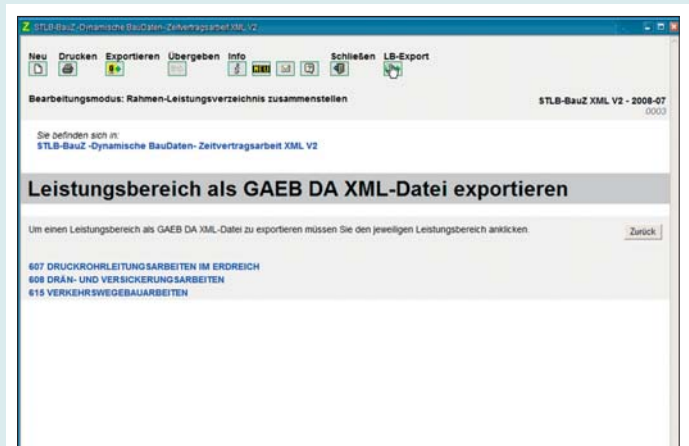 STLB-BauZ -Dynamische BauDaten- Zeitvertragsarbeit XML V2
Neu Drucken Exportieren Übergeben Info Schließen LB-Export
NEU
Bearbeitungsmodus: Rahmen-Leistungsverzeichnis zusammenstellen
STLB-BauZ XML V2 - 2008-07
0003
Sie befinden sich in:
STLB-BauZ -Dynamische BauDaten- Zeitvertragsarbeit XML V2
Leistungsbereich als GAEB DA XML-Datei exportieren
Um einen Leistungsbereich als GAEB DA XML-Datei zu exportieren müssen Sie den jeweiligen Leistungsbereich anklicken.
Zurück
607 DRUCKROHRLEITUNGSARBEITEN IM ERDREICH
608 DRÄN- UND VERSICKERUNGSARBEITEN
615 VERKEHRSWEGEBAUARBEITEN